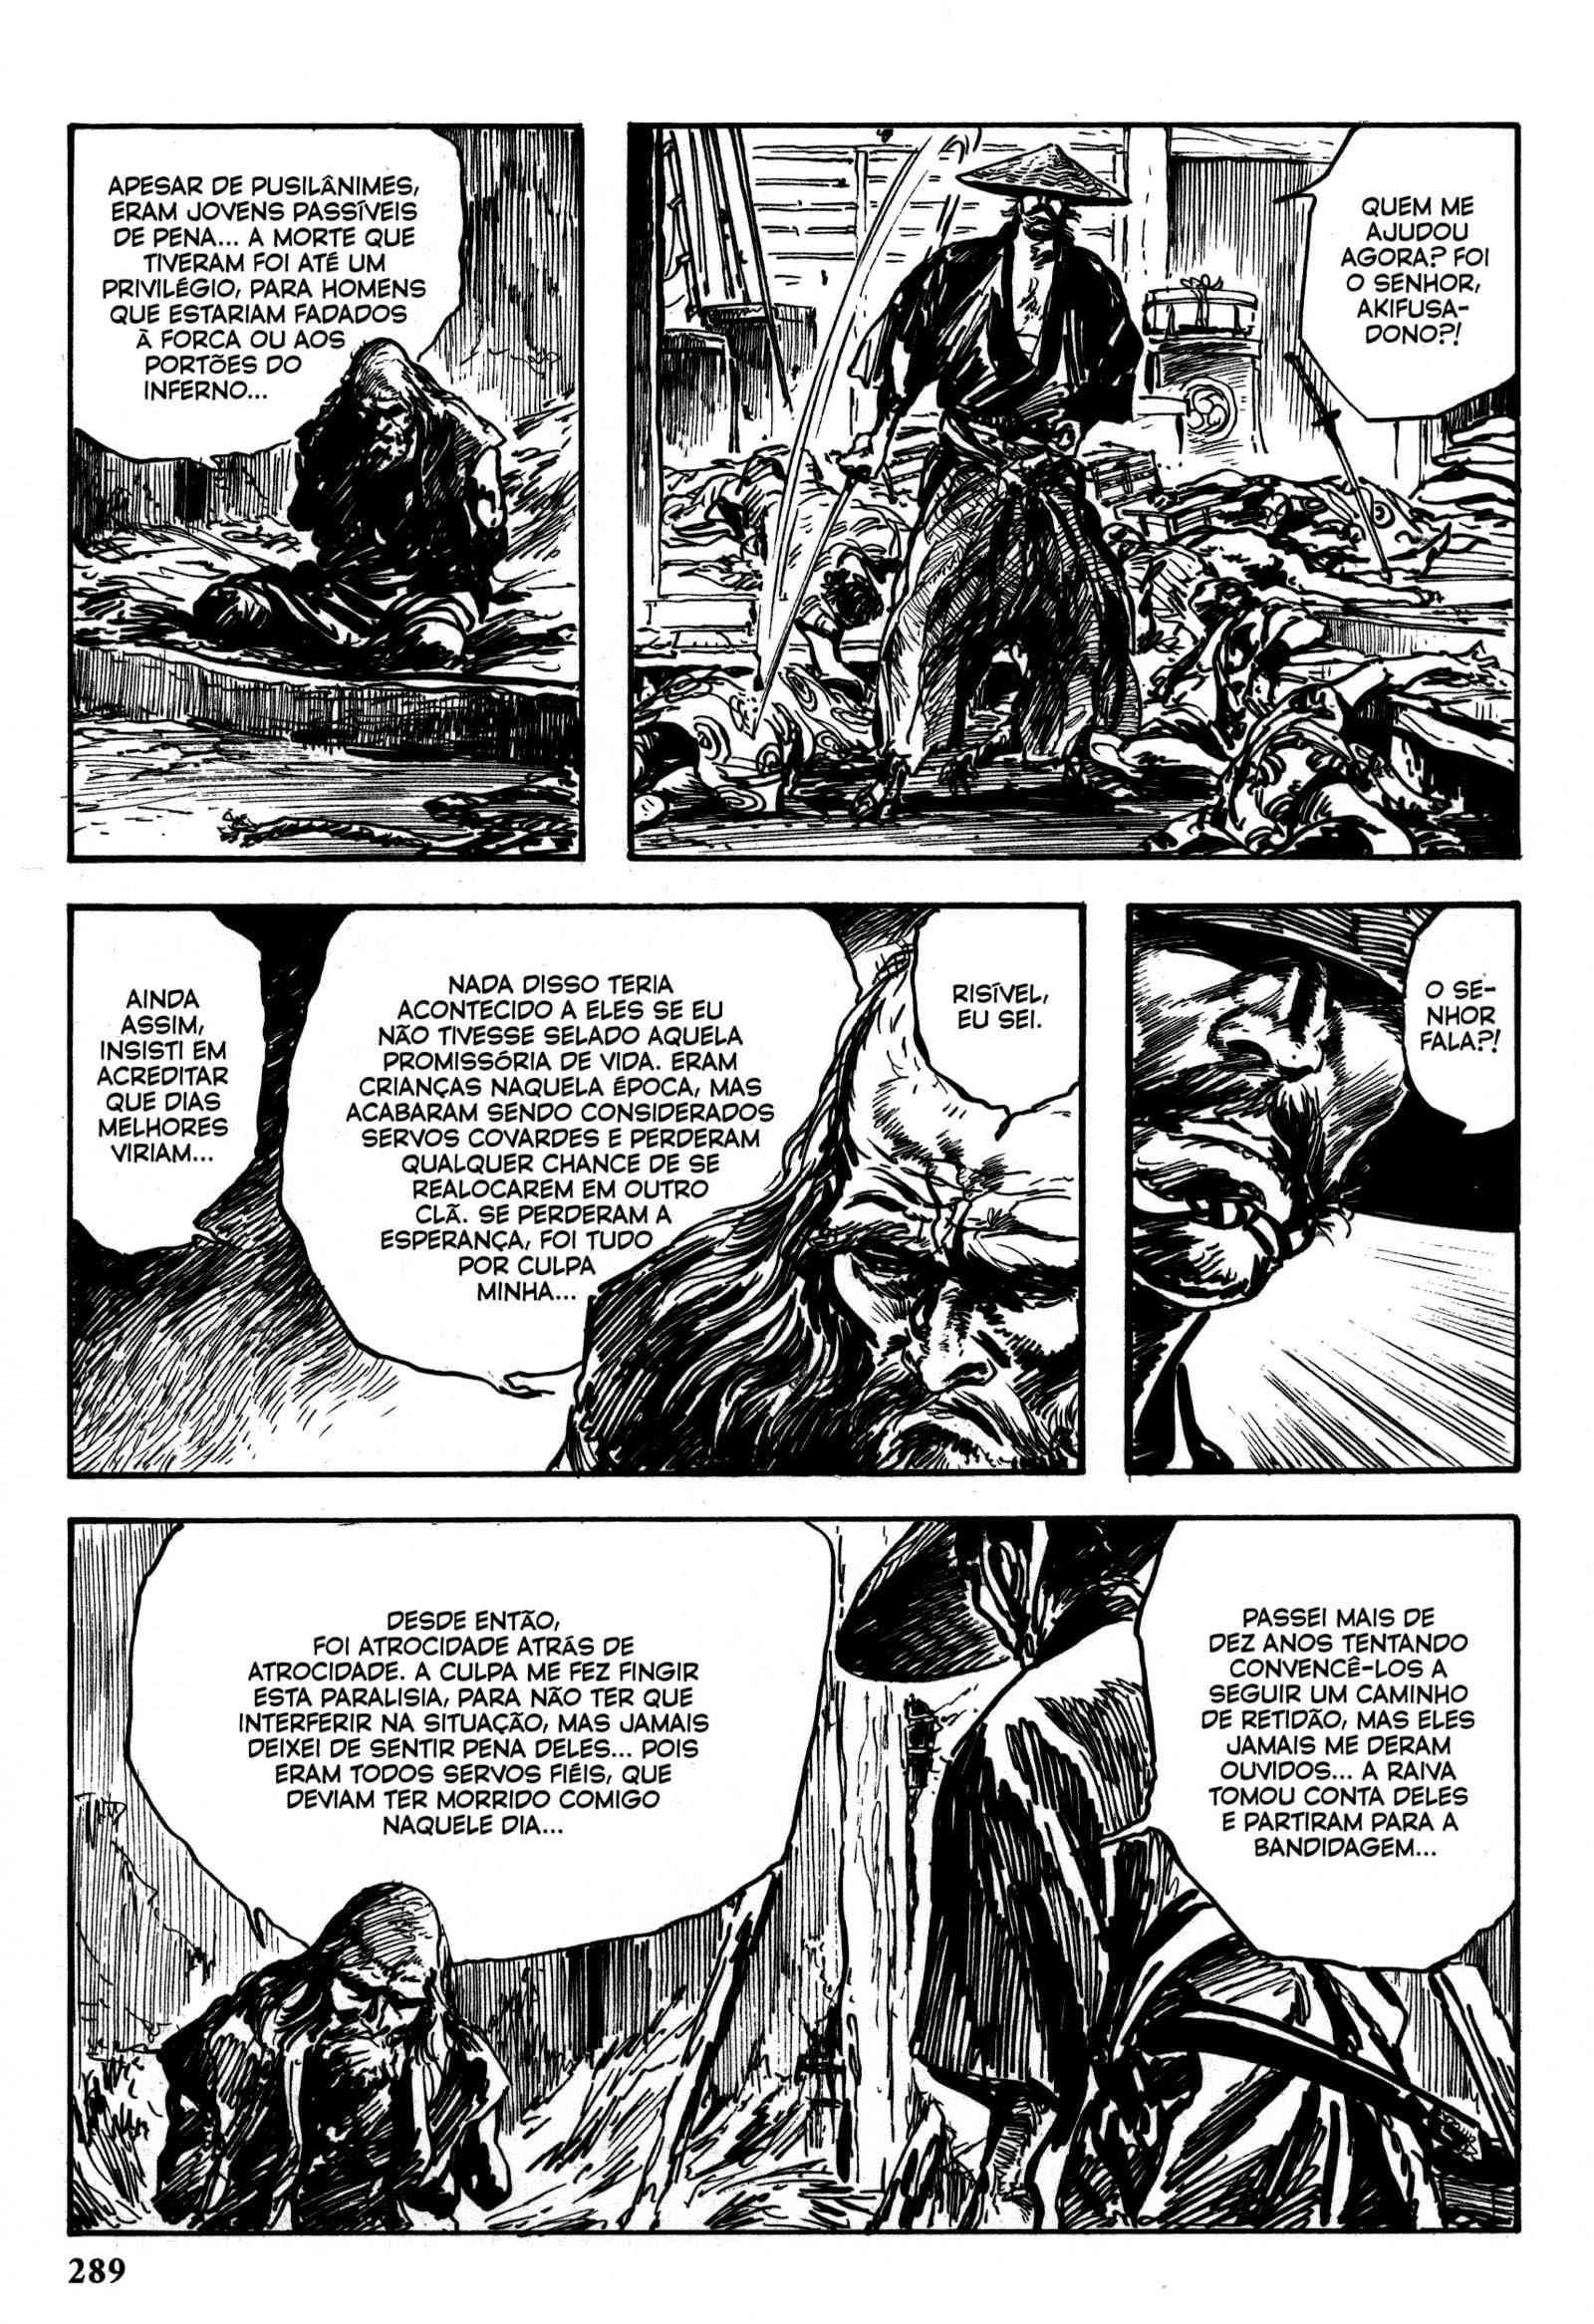 QUEM ME
AJUDOU
AGORA? FOI
O SENHOR,
AKIFUSA-
DONO?!
APESAR DE PUSILÂNIMES,
ERAM JOVENS PASSÍVEIS
DE PENA... A MORTE QUE
TIVERAM FOI ATÉ UM
PRIVILÉGIO, PARA HOMENS
QUE ESTARIAM FADADOS
À FORCA OU AOS
PORTÕES DO
INFERNO...
O SE-
NHOR
FALA?!
RISÍVEL,
EU SEI.
NADA DISSO TERIA
ACONTECIDO A ELES SE EU
NÃO TIVESSE SELADO AQUELA
PROMISSÓRIA DE VIDA. ERAM
CRIANÇAS NAQUELA ÉPOCA, MAS
ACABARAM SENDO CONSIDERADOS
SERVOS COVARDES E PERDERAM
QUALQUER CHANCE DE SE
REALOCAREM EM OUTRO
CLÃ. SE PERDERAM A
ESPERANÇA, FOI TUDO
POR CULPA
MINHA...
AINDA
ASSIM,
INSISTI EM
ACREDITAR
QUE DIAS
MELHORES
VIRIAM...
PASSEI MAIS DE
DEZ ANOS TENTANDO
CONVENCÊ-LOS A
SEGUIR UM CAMINHO
DE RETIDÃO, MAS ELES
JAMAIS ME DERAM
OUVIDOS... A RAIVA
TOMOU CONTA DELES
E PARTIRAM PARA A
BANDIDAGEM...
DESDE ENTÃO,
FOI ATROCIDADE ATRÁS DE
ATROCIDADE. A CULPA ME FEZ FINGIR
ESTA PARALISIA, PARA NÃO TER QUE
INTERFERIR NA SITUAÇÃO, MAS JAMAIS
DEIXEI DE SENTIR PENA DELES... POIS
ERAM TODOS SERVOS FIÉIS, QUE
DEVIAM TER MORRIDO COMIGO
NAQUELE DIA...
289